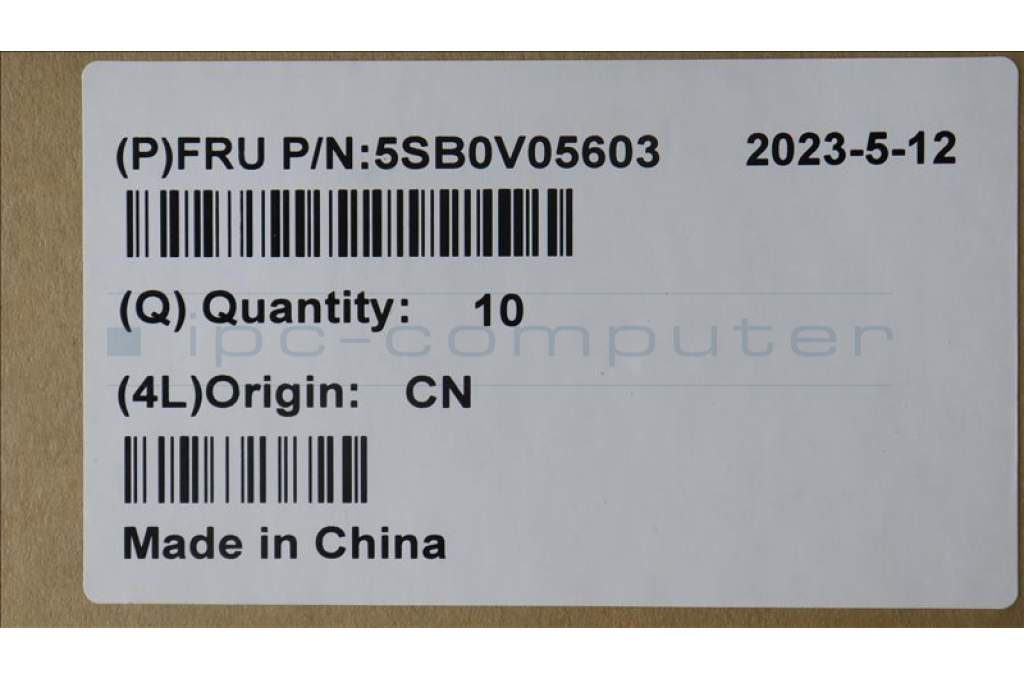 (P)FRU P/N:5SB0V05603 2023-5-12
(Q) Quantity: 10
ipc-computer
(4L)Origin: CN
Made in China